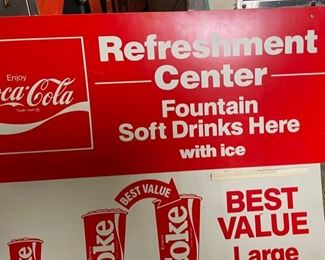 Enjoy
Coca-Cola
Trade-mark ®
Refreshment
Center
Fountain
Soft Drinks Here
with ice
BEST VALUE
BEST
VALUE
Large
Coke
Coke
Coke